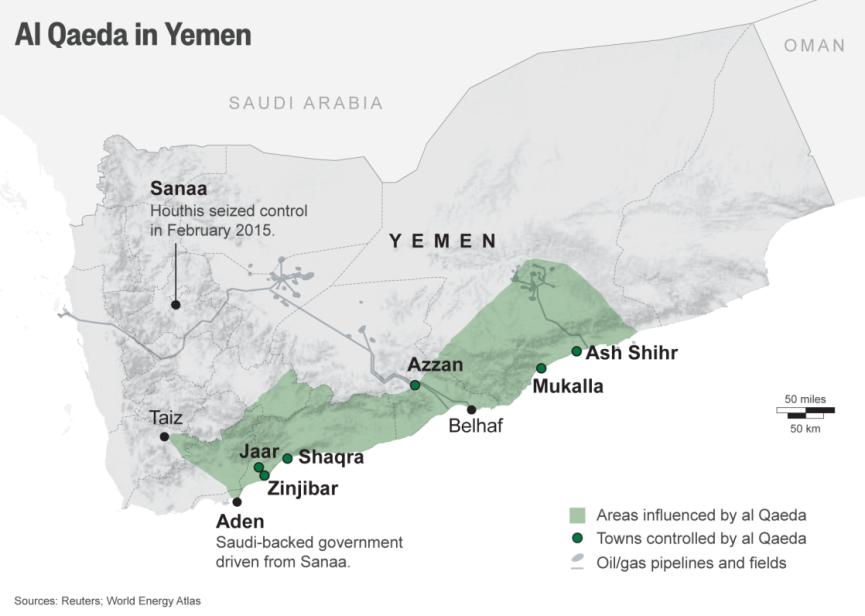 Al Qaeda in Yemen
OMAN
SAUDI ARABIA
Sanaa
Houthis seized control
in February 2015.
YEMEN
Ash Shihr
Azzan
Mukalla
50 miles
50 km
Taiz
Belhaf
Jaar
Shaqra
Zinjibar
Aden
Saudi-backed government
driven from Sanaa.
Areas influenced by al Qaeda
Towns controlled by al Qaeda
Oil/gas pipelines and fields
Sources: Reuters; World Energy Atlas